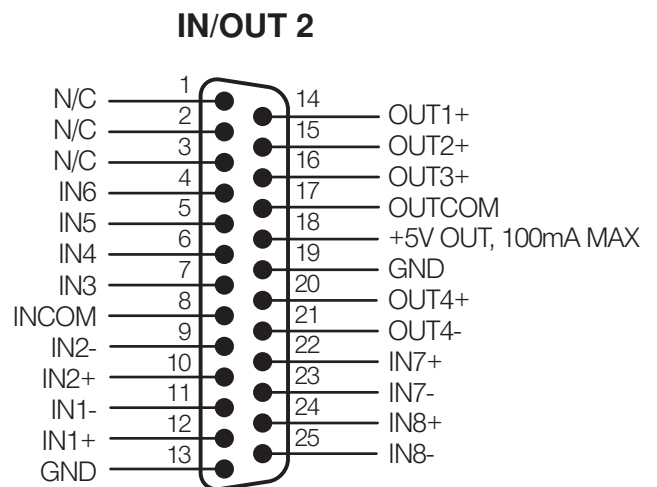 IN/OUT 2
N/C 1
N/C 2
N/C 3
IN6 4
IN5 5
IN4 6
IN3 7
INCOM 8
IN2- 9
IN2+ 10
IN1- 11
IN1+ 12
GND 13
14 OUT1+
15 OUT2+
16 OUT3+
17 OUTCOM
18 +5V OUT, 100mA MAX
19 GND
20 OUT4+
21 OUT4-
22 IN7+
23 IN7-
24 IN8+
25 IN8-